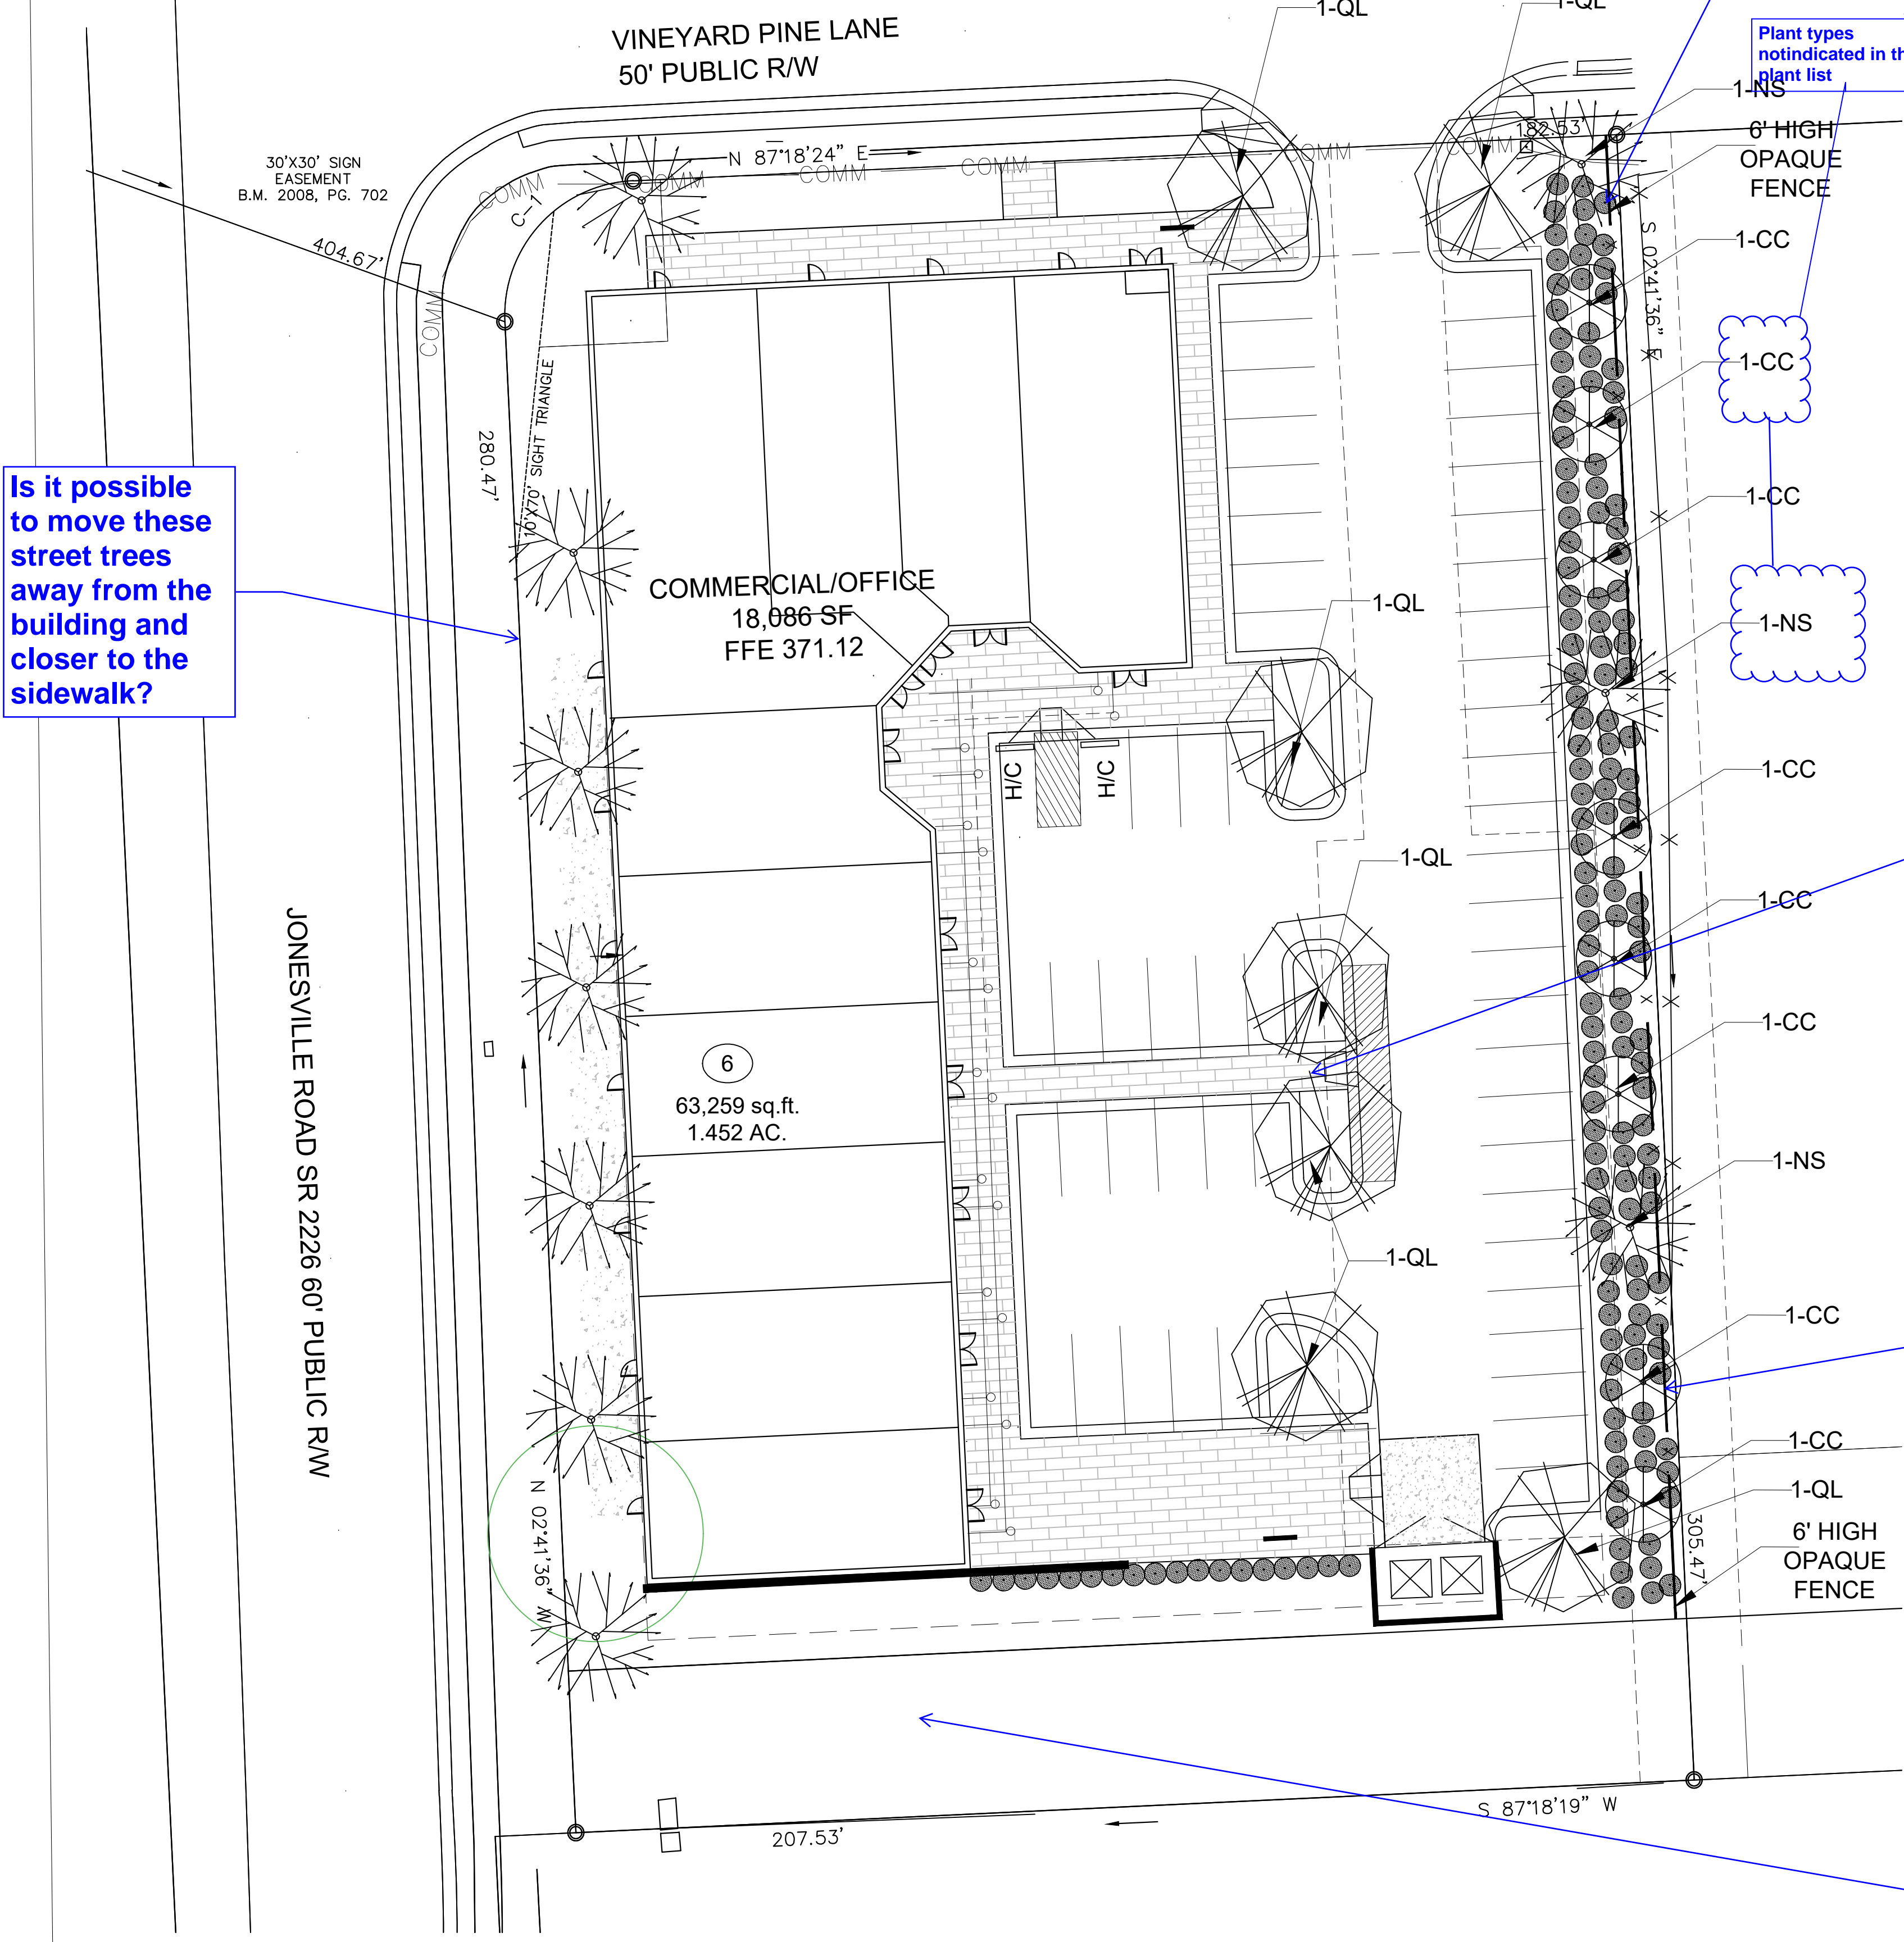 VINEYARD PINE LANE
50' PUBLIC R/W
1-QL
1-QL
Plant types
notindicated in th
plant list
1-NS
6' HIGH
OPAQUE
FENCE
182.53'
N 87°18'24" E
COMM
COMM
COMM
COMM
COMM
COMM
COMM
C-1
30'X30' SIGN
EASEMENT
B.M. 2008, PG. 702
404.67'
S 02°41'36" E
1-CC
1-CC
1-CC
1-NS
280.47'
10'X70' SIGHT TRIANGLE
Is it possible
to move these
street trees
away from the
building and
closer to the
sidewalk?
COMMERCIAL/OFFICE
18,086 SF
FFE 371.12
1-QL
H/C
H/C
1-CC
1-QL
1-CC
JONESVILLE ROAD SR 2226 60' PUBLIC R/W
6
63,259 sq.ft.
1.452 AC.
1-CC
1-NS
1-QL
1-CC
1-CC
1-QL
6' HIGH
OPAQUE
FENCE
N 02°41'36" W
305.47'
S 87°18'19" W
207.53'